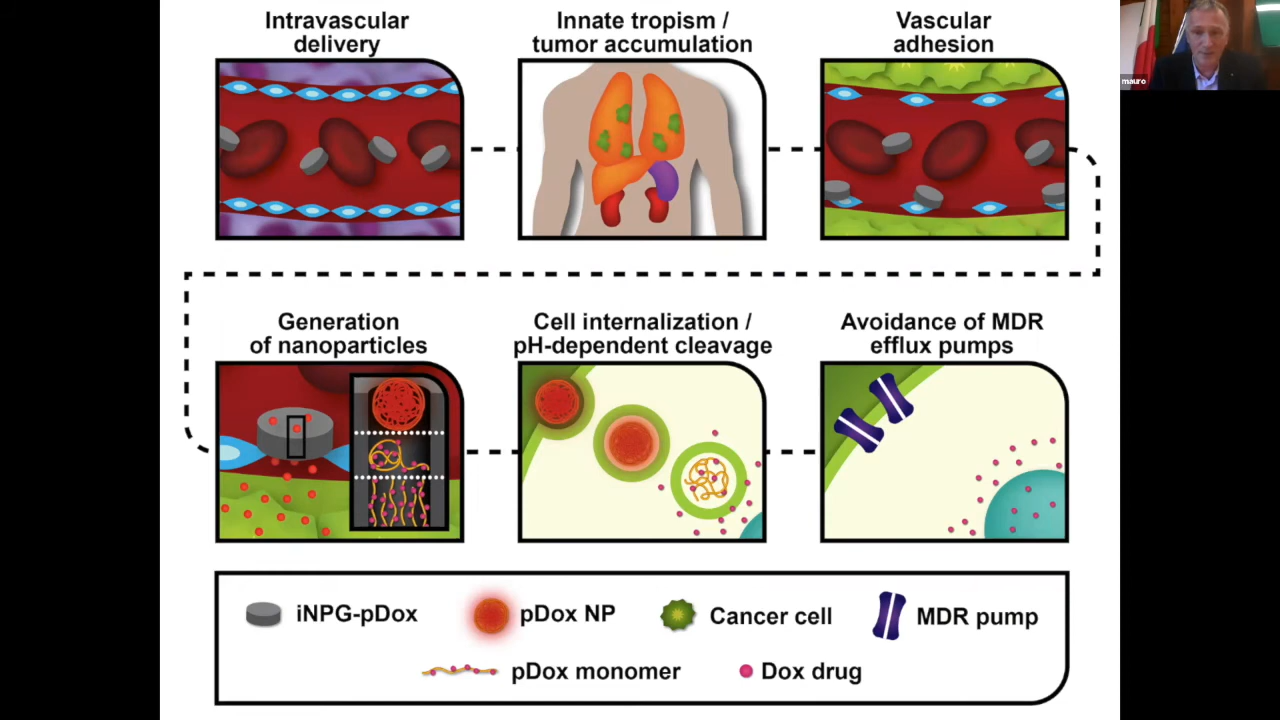 Intravascular
delivery
Innate tropism /
tumor accumulation
Vascular
adhesion
mauro
Generation
of nanoparticles
Cell internalization /
pH-dependent cleavage
Avoidance of MDR
efflux pumps
iNPG-pDox
pDox NP
Cancer cell
MDR pump
pDox monomer
Dox drug